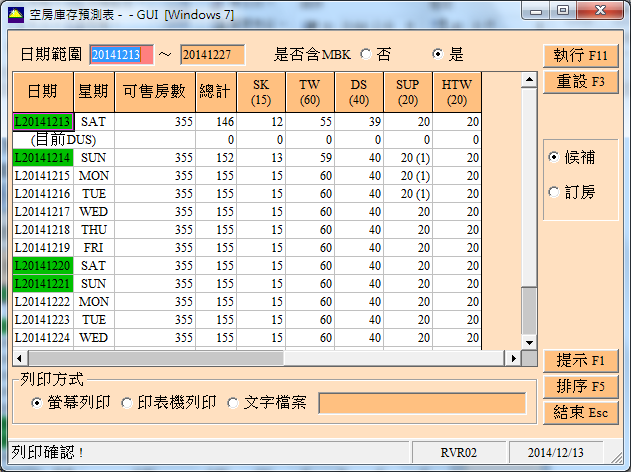 空房庫存預測表 - - GUI [Windows 7]
日期範圍 20141213 ~ 20141227 是否含MBK 否 是 執行 F11
重設 F3
日期 星期 可售房數 總計 SK (15) TW (60) DS (40) SUP (20) HTW (20)
L20141213 SAT 355 146 12 55 39 20 20
(目前DUS) 0 0 0 0 0 0 0
L20141214 SUN 355 152 13 59 40 20 (1) 20
L20141215 MON 355 155 15 60 40 20 (1) 20
L20141216 TUE 355 155 15 60 40 20 (1) 20
L20141217 WED 355 155 15 60 40 20 20
L20141218 THU 355 155 15 60 40 20 20
L20141219 FRI 355 155 15 60 40 20 20
L20141220 SAT 355 155 15 60 40 20 20
L20141221 SUN 355 155 15 60 40 20 20
L20141222 MON 355 155 15 60 40 20 20
L20141223 TUE 355 155 15 60 40 20 20
L20141224 WED 355 155 15 60 40 20 20
候補
訂房
提示 F1
排序 F5
結束 Esc
列印方式
螢幕列印 印表機列印 文字檔案
列印確認 ! RVR02 2014/12/13